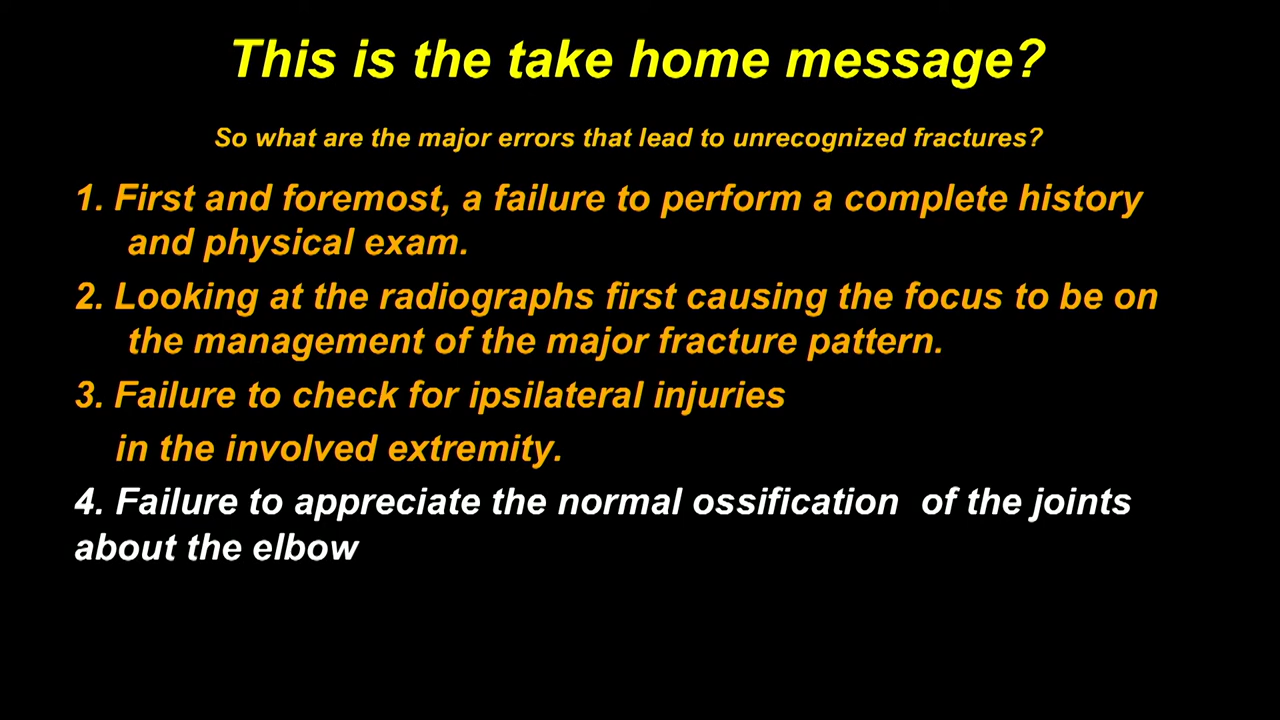 This is the take home message?
So what are the major errors that lead to unrecognized fractures?
1. First and foremost, a failure to perform a complete history
and physical exam.
2. Looking at the radiographs first causing the focus to be on
the management of the major fracture pattern.
3. Failure to check for ipsilateral injuries
in the involved extremity.
4. Failure to appreciate the normal ossification of the joints
about the elbow